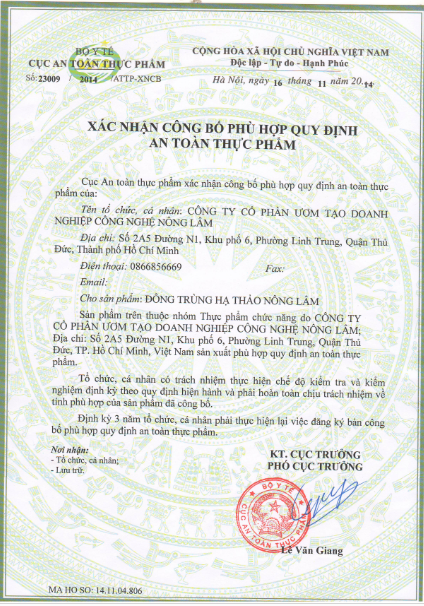 BỘ Y TẾ
CỤC AN TOÀN THỰC PHẨM
Số: 23009 / 2014 /ATTP-XNCB
CỘNG HÒA XÃ HỘI CHỦ NGHĨA VIỆT NAM
Độc lập - Tự do - Hạnh Phúc
Hà Nội, ngày 16 tháng 11 năm 2014
XÁC NHẬN CÔNG BỐ PHÙ HỢP QUY ĐỊNH
AN TOÀN THỰC PHẨM
Cục An toàn thực phẩm xác nhận công bố phù hợp quy định an toàn thực
phẩm của:
Tên tổ chức, cá nhân: CÔNG TY CỔ PHẦN ƯƠM TẠO DOANH
NGHIỆP CÔNG NGHỆ NÔNG LÂM
Địa chỉ: Số 2A5 Đường N1, Khu phố 6, Phường Linh Trung, Quận Thủ
Đức, Thành phố Hồ Chí Minh
Điện thoại: 0866856669 Fax:
Email:
Cho sản phẩm: ĐÔNG TRÙNG HẠ THẢO NÔNG LÂM
Sản phẩm trên thuộc nhóm Thực phẩm chức năng do CÔNG TY
CỔ PHẦN ƯƠM TẠO DOANH NGHIỆP CÔNG NGHỆ NÔNG LÂM;
Địa chỉ: Số 2A5 Đường N1, Khu phố 6, Phường Linh Trung, Quận Thủ
Đức, TP. Hồ Chí Minh, Việt Nam sản xuất phù hợp quy định an toàn thực
phẩm.
Tổ chức, cá nhân có trách nhiệm thực hiện chế độ kiểm tra và kiểm
nghiệm định kỳ theo quy định hiện hành và phải hoàn toàn chịu trách nhiệm về
tính phù hợp của sản phẩm đã công bố.
Định kỳ 3 năm tổ chức, cá nhân phải thực hiện lại việc đăng ký bản công
bố phù hợp quy định an toàn thực phẩm.
Nơi nhận:
- Tổ chức, cá nhân;
- Lưu trữ.
KT. CỤC TRƯỞNG
PHÓ CỤC TRƯỞNG
BỘ Y TẾ
CỤC AN TOÀN THỰC PHẨM
Lê Văn Giang
MA HO SO: 14.11.04.806